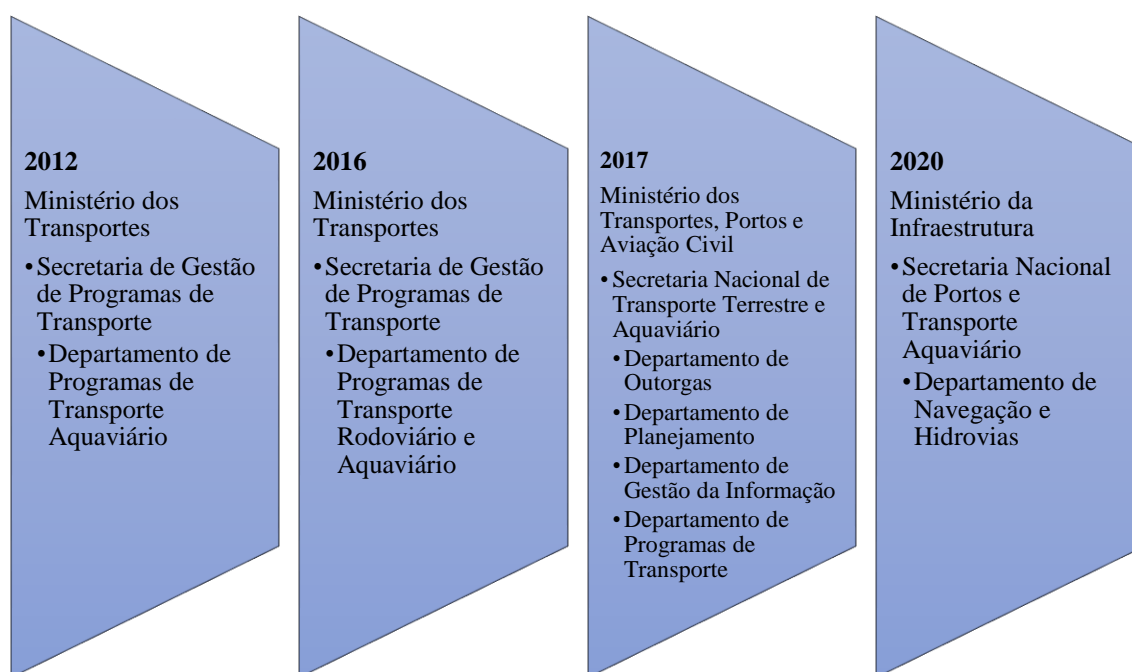 2012
Ministério dos
Transportes
•Secretaria de Gestão
de Programas de
Transporte
•Departamento de
Programas de
Transporte
Aquaviário
2016
Ministério dos
Transportes
•Secretaria de Gestão
de Programas de
Transporte
•Departamento de
Programas de
Transporte
Rodoviário e
Aquaviário
2017
Ministério dos
Transportes, Portos e
Aviação Civil
•Secretaria Nacional de
Transporte Terrestre e
Aquaviário
•Departamento de
Outorgas
•Departamento de
Planejamento
•Departamento de
Gestão da Informação
•Departamento de
Programas de
Transporte
2020
Ministério da
Infraestrutura
•Secretaria Nacional
de Portos e
Transporte
Aquaviário
•Departamento de
Navegação e
Hidrovias